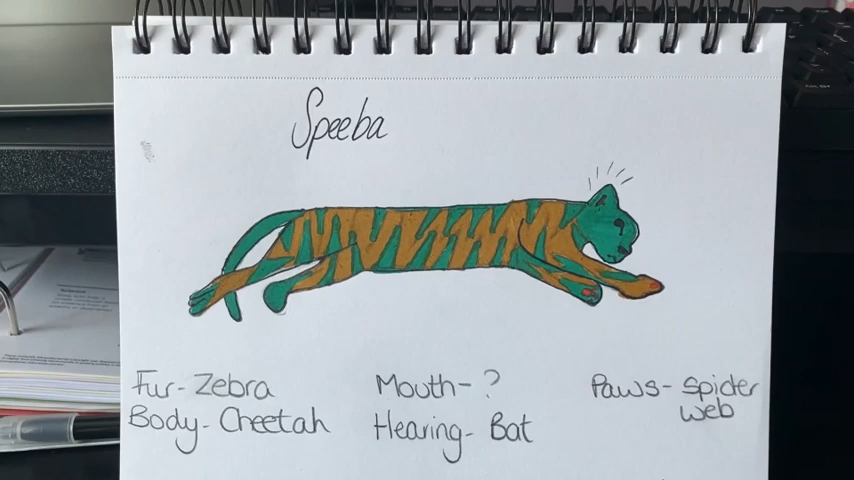 Speeba
Fur- Zebra
Body- Cheetah
Mouth- ?
Hearing- Bat
Paws- Spider
web